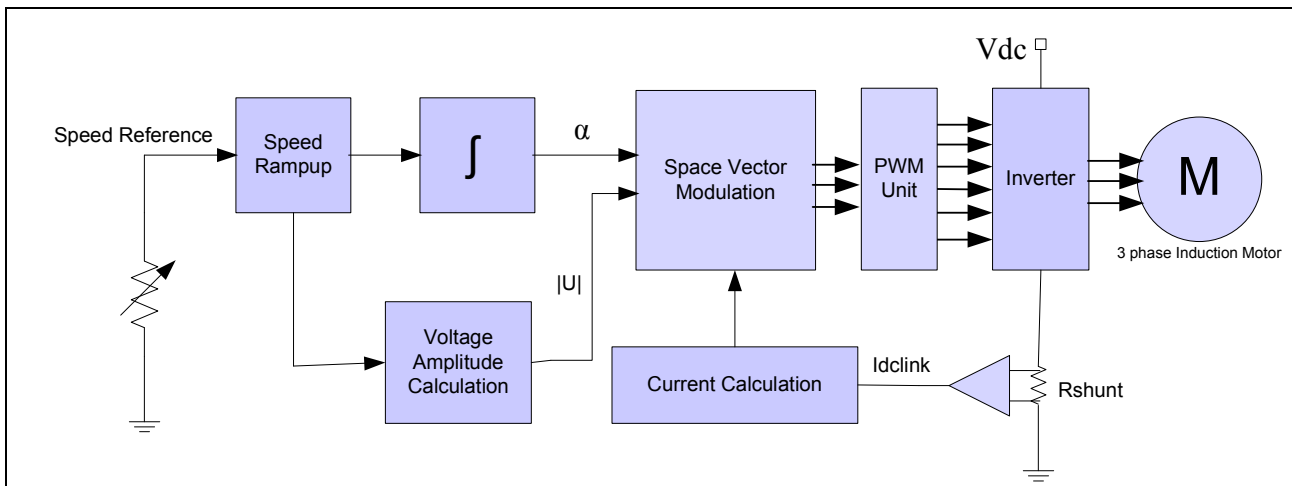 Vdc
Speed Reference
Speed
Rampup
∫
α
Space Vector
Modulation
PWM
Unit
Inverter
M
3 phase Induction Motor
|U|
Voltage
Amplitude
Calculation
Current Calculation
Idclink
Rshunt